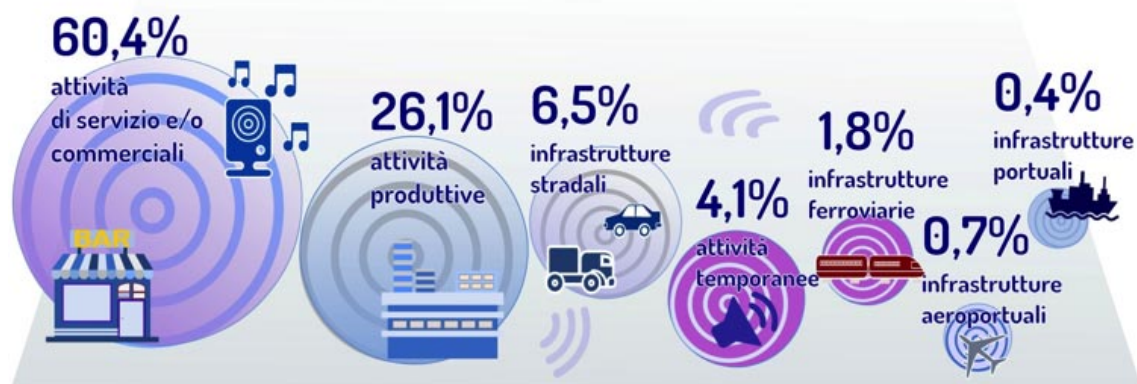 60,4%
attività
di servizio e/o
commerciali
BAR
26,1%
attività
produttive
6,5%
infrastrutture
stradali
4,1%
attività
temporanee
1,8%
infrastrutture
ferroviarie
0,7%
infrastrutture
aeroportuali
0,4%
infrastrutture
portuali